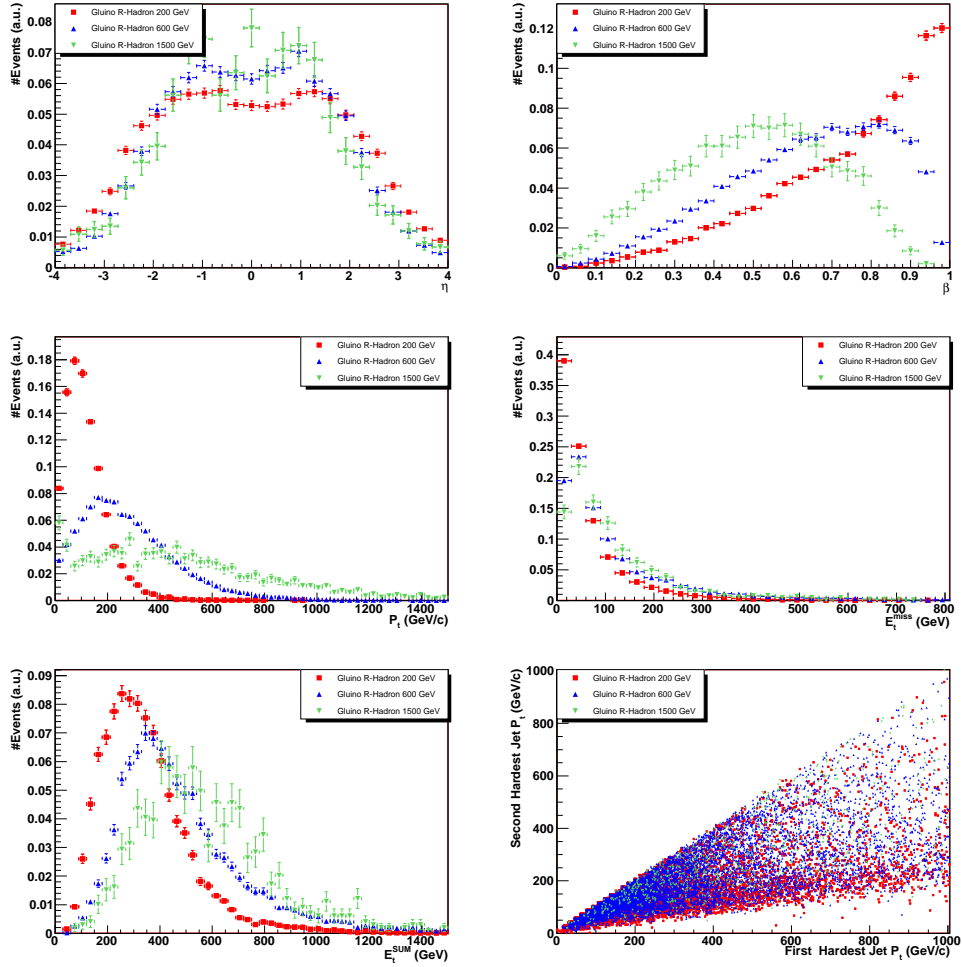 #Events (a.u.)
0.08
0.07
0.06
0.05
0.04
0.03
0.02
0.01
0
Gluino R-Hadron 200 GeV
Gluino R-Hadron 600 GeV
Gluino R-Hadron 1500 GeV
-4 -3 -2 -1 0 1 2 3 4
η
#Events (a.u.)
0.12
0.1
0.08
0.06
0.04
0.02
0
Gluino R-Hadron 200 GeV
Gluino R-Hadron 600 GeV
Gluino R-Hadron 1500 GeV
0 0.1 0.2 0.3 0.4 0.5 0.6 0.7 0.8 0.9 1
β
#Events (a.u.)
0.18
0.16
0.14
0.12
0.1
0.08
0.06
0.04
0.02
0
Gluino R-Hadron 200 GeV
Gluino R-Hadron 600 GeV
Gluino R-Hadron 1500 GeV
0 200 400 600 800 1000 1200 1400
P_t (GeV/c)
#Events (a.u.)
0.4
0.35
0.3
0.25
0.2
0.15
0.1
0.05
0
Gluino R-Hadron 200 GeV
Gluino R-Hadron 600 GeV
Gluino R-Hadron 1500 GeV
0 100 200 300 400 500 600 700 800
E_t^miss (GeV)
#Events (a.u.)
0.09
0.08
0.07
0.06
0.05
0.04
0.03
0.02
0.01
0
Gluino R-Hadron 200 GeV
Gluino R-Hadron 600 GeV
Gluino R-Hadron 1500 GeV
0 200 400 600 800 1000 1200 1400
E_t^SUM (GeV)
Second Hardest Jet P_t (GeV/c)
1000
800
600
400
200
0
Gluino R-Hadron 200 GeV
Gluino R-Hadron 600 GeV
Gluino R-Hadron 1500 GeV
0 200 400 600 800 1000
First Hardest Jet P_t (GeV/c)